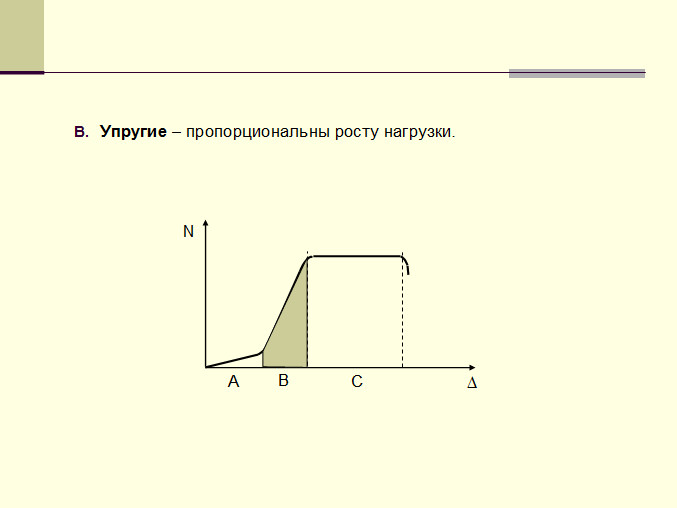 В. Упругие – пропорциональны росту нагрузки.
N
А
В
С
Δ